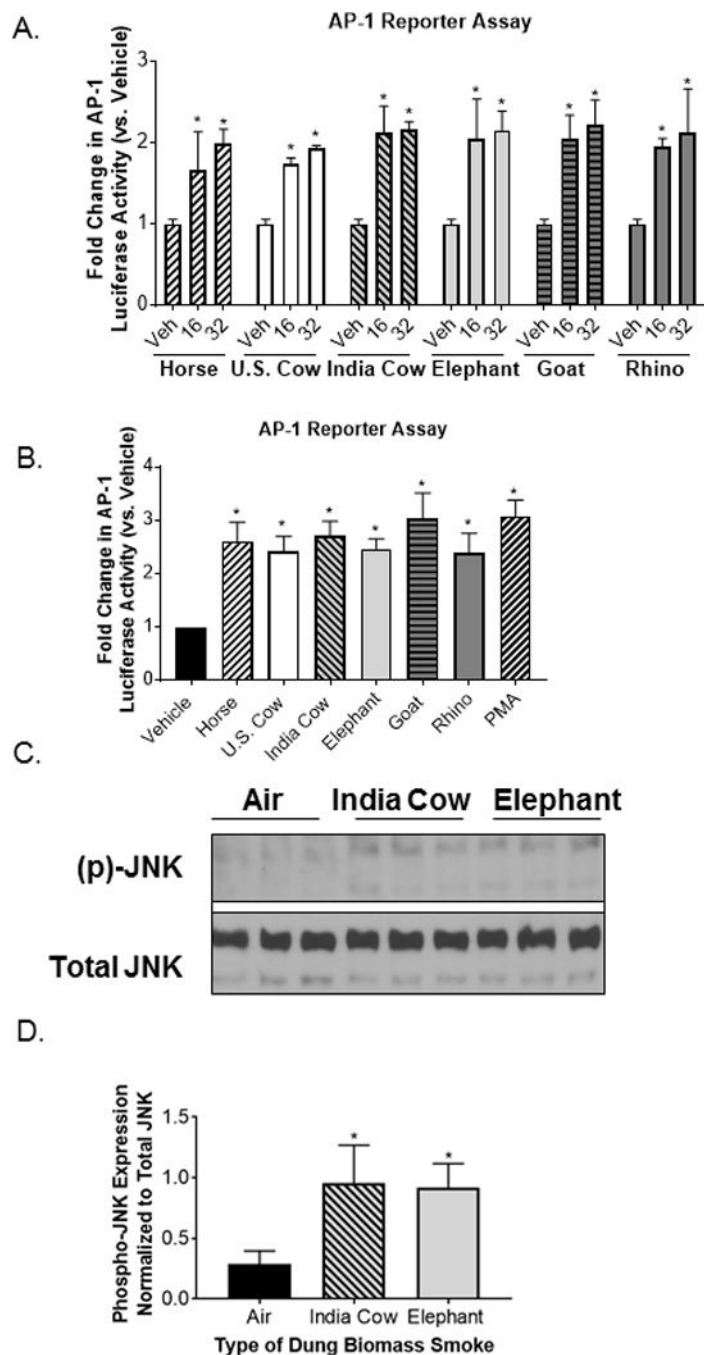 A.
AP-1 Reporter Assay
Fold Change in AP-1
Luciferase Activity (vs. Vehicle)
3
2
1
0
* * * * * * * * * * * *
Veh 16 32 Veh 16 32 Veh 16 32 Veh 16 32 Veh 16 32 Veh 16 32
Horse U.S. Cow India Cow Elephant Goat Rhino
B.
AP-1 Reporter Assay
Fold Change in AP-1
Luciferase Activity (vs. Vehicle)
4
3
2
1
0
* * * * * * *
Vehicle Horse U.S. Cow India Cow Elephant Goat Rhino PMA
C.
Air India Cow Elephant
(p)-JNK
Total JNK
D.
Phospho-JNK Expression
Normalized to Total JNK
1.5
1.0
0.5
0.0
* *
Air India Cow Elephant
Type of Dung Biomass Smoke